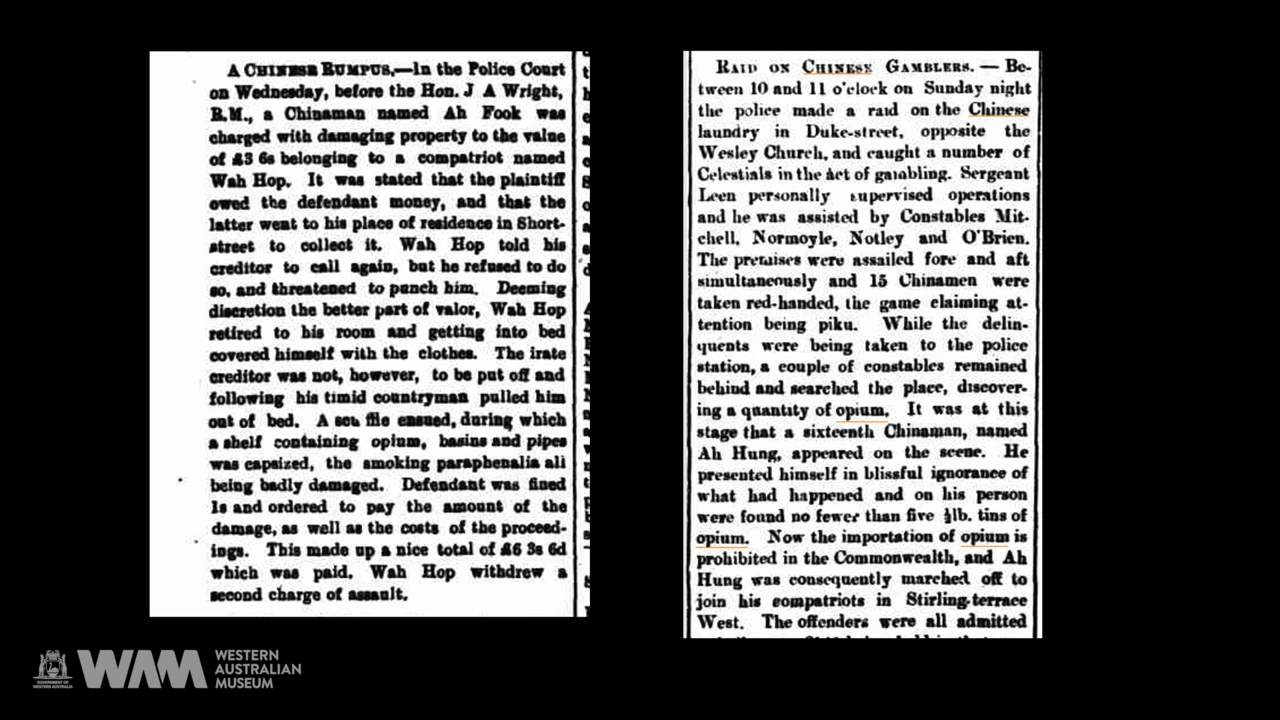 A CHINESE RUMPUS,—In the Police Court
on Wednesday, before the Hon. J A Wright,
R.M., a Chinaman named Ah Fook was
charged with damaging property to the value
of £3 6s belonging to a compatriot named
Wah Hop. It was stated that the plaintiff
owed the defendant money, and that the
latter went to his place of residence in Short-
street to collect it. Wah Hop told his
creditor to call again, but he refused to do
so, and threatened to punch him. Deeming
discretion the better part of valor, Wah Hop
retired to his room and getting into bed
covered himself with the clothes. The irate
creditor was not, however, to be put off and
following his timid countryman pulled him
out of bed. A scuffle ensued, during which
a shelf containing opium, basins and pipes
was capsized, the smoking paraphenalia all
being badly damaged. Defendant was fined
1s and ordered to pay the amount of the
damage, as well as the costs of the proceed-
ings. This made up a nice total of £6 3s 6d
which was paid. Wah Hop withdrew a
second charge of assault.
RAID ON CHINESE GAMBLERS. — Be-
tween 10 and 11 o'clock on Sunday night
the police made a raid on the Chinese
laundry in Duke-street, opposite the
Wesley Church, and caught a number of
Celestials in the act of gambling. Sergeant
Leen personally supervised operations
and he was assisted by Constables Mit-
chell, Normoyle, Notley and O'Brien.
The premises were assailed fore and aft
simultaneously and 15 Chinamen were
taken red-handed, the game claiming at-
tention being piku. While the delin-
quents were being taken to the police
station, a couple of constables remained
behind and searched the place, discover-
ing a quantity of opium. It was at this
stage that a sixteenth Chinaman, named
Ah Hung, appeared on the scene. He
presented himself in blissful ignorance of
what had happened and on his person
were found no fewer than five ½lb. tins of
opium. Now the importation of opium is
prohibited in the Commonwealth, and Ah
Hung was consequently marched off to
join his compatriots in Stirling-terrace
West. The offenders were all admitted
GOVERNMENT OF
WESTERN AUSTRALIA
WAM
WESTERN
AUSTRALIAN
MUSEUM